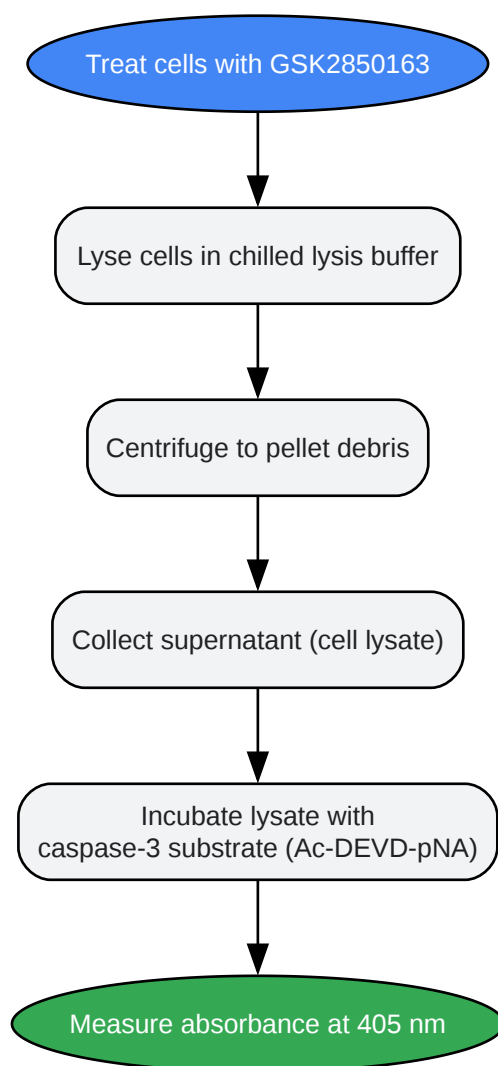 Treat cells with GSK2850163
Lyse cells in chilled lysis buffer
Centrifuge to pellet debris
Collect supernatant (cell lysate)
Incubate lysate with
caspase-3 substrate (Ac-DEVD-pNA)
Measure absorbance at 405 nm